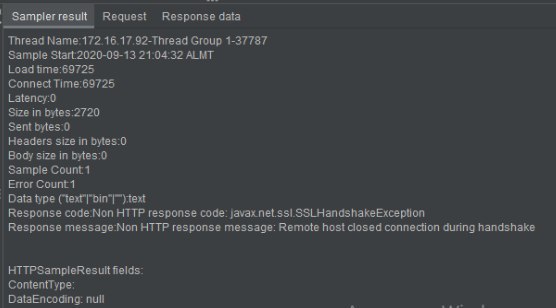 Sampler result Request Response data
Thread Name:172.16.17.92-Thread Group 1-37787
Sample Start:2020-09-13 21:04:32 ALMT
Load time:69725
Connect Time:69725
Latency:0
Size in bytes:2720
Sent bytes:0
Headers size in bytes:0
Body size in bytes:0
Sample Count:1
Error Count:1
Data type ("text"|"bin"|""):text
Response code:Non HTTP response code: javax.net.ssl.SSLHandshakeException
Response message:Non HTTP response message: Remote host closed connection during handshake
HTTPSampleResult fields:
ContentType:
DataEncoding: null